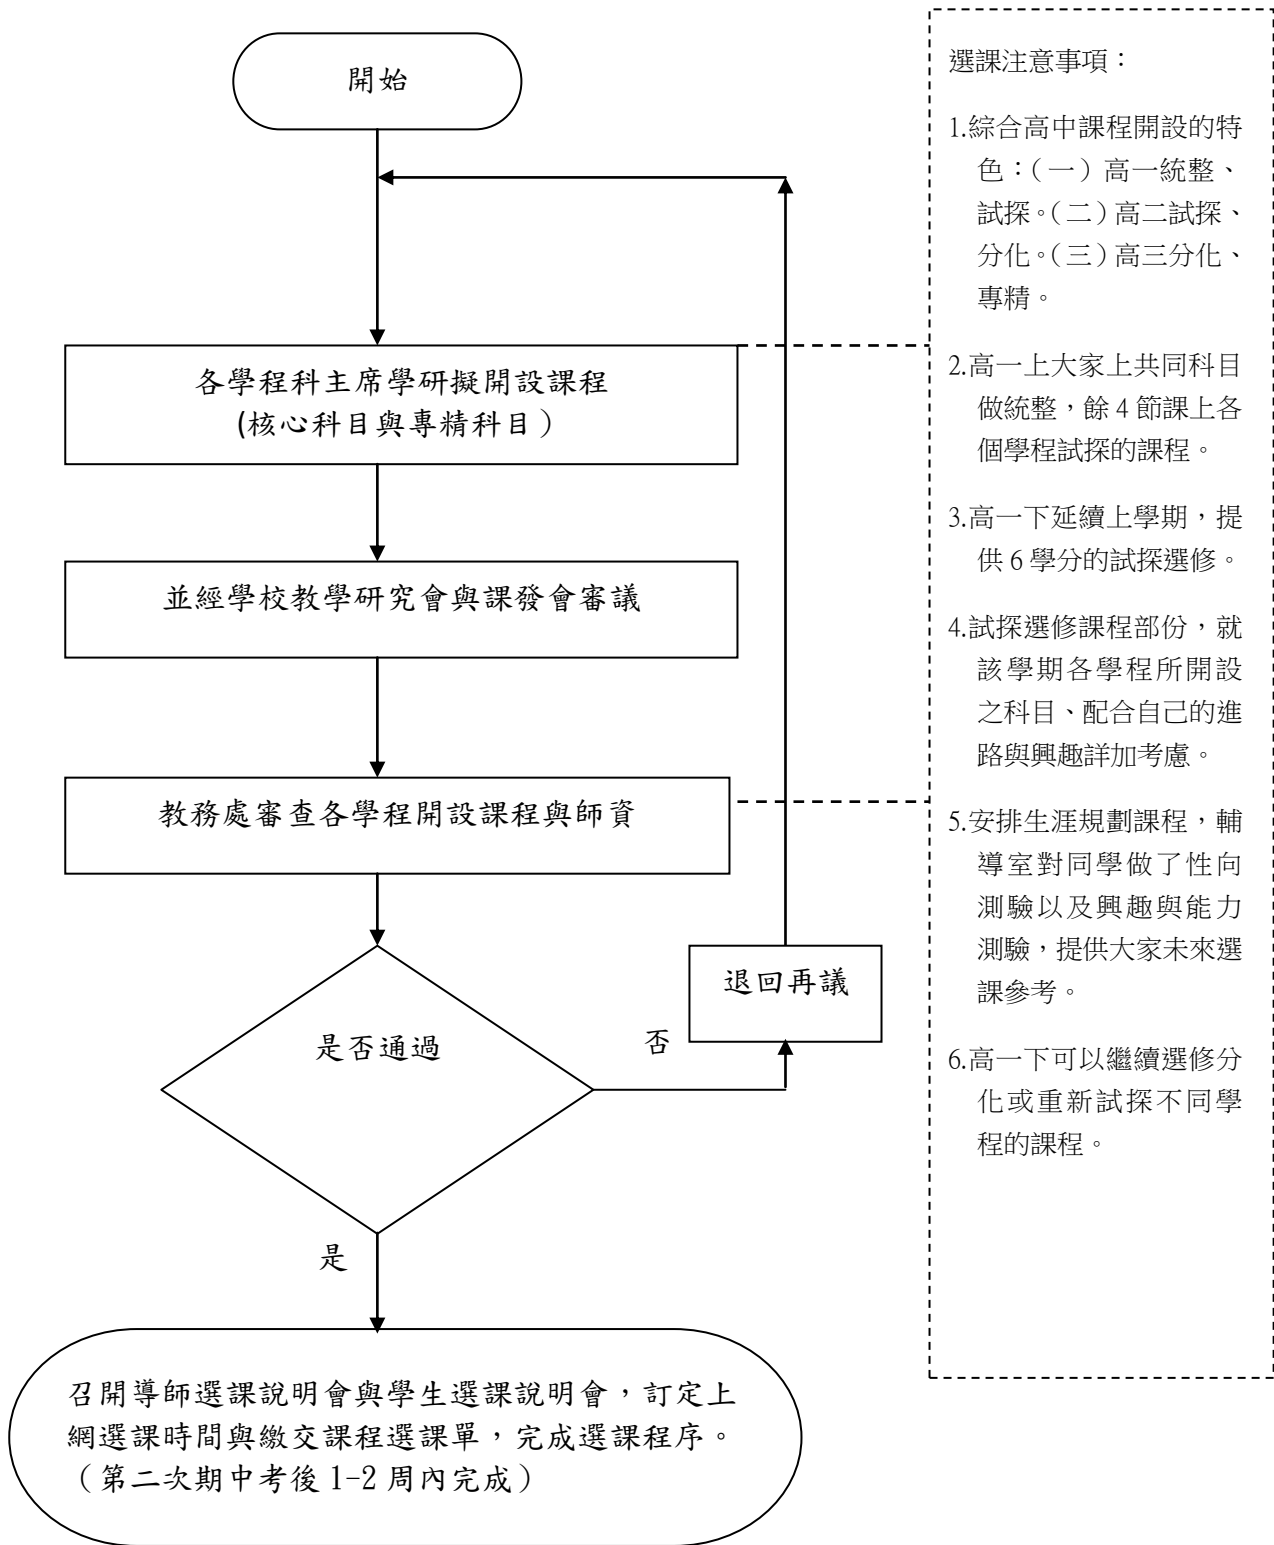 開始
各學程科主席學研擬開設課程
(核心科目與專精科目）
並經學校教學研究會與課發會審議
教務處審查各學程開設課程與師資
是否通過
否
退回再議
是
召開導師選課說明會與學生選課說明會，訂定上
網選課時間與繳交課程選課單，完成選課程序。
（第二次期中考後 1-2 周內完成）
選課注意事項：
1.綜合高中課程開設的特
色：(一）高一統整、
試探。(二）高二試探、
分化。(三）高三分化、
專精。
2.高一上大家上共同科目
做統整，餘 4 節課上各
個學程試探的課程。
3.高一下延續上學期，提
供 6 學分的試探選修。
4.試探選修課程部份，就
該學期各學程所開設
之科目、配合自己的進
路與興趣詳加考慮。
5.安排生涯規劃課程，輔
導室對同學做了性向
測驗以及興趣與能力
測驗，提供大家未來選
課參考。
6.高一下可以繼續選修分
化或重新試探不同學
程的課程。